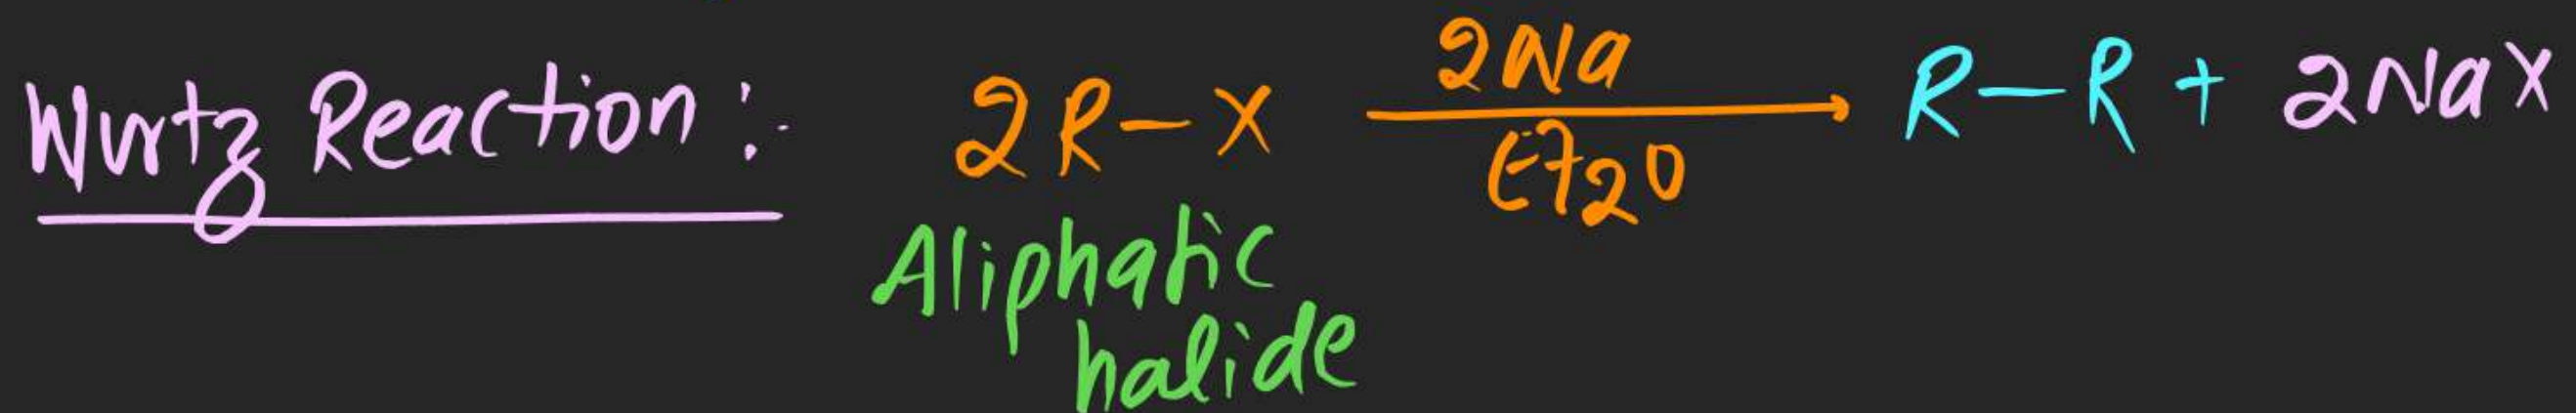 Wurtz Reaction :- 2R-X 2Na Et2O R-R + 2NaX
Aliphatic
halide